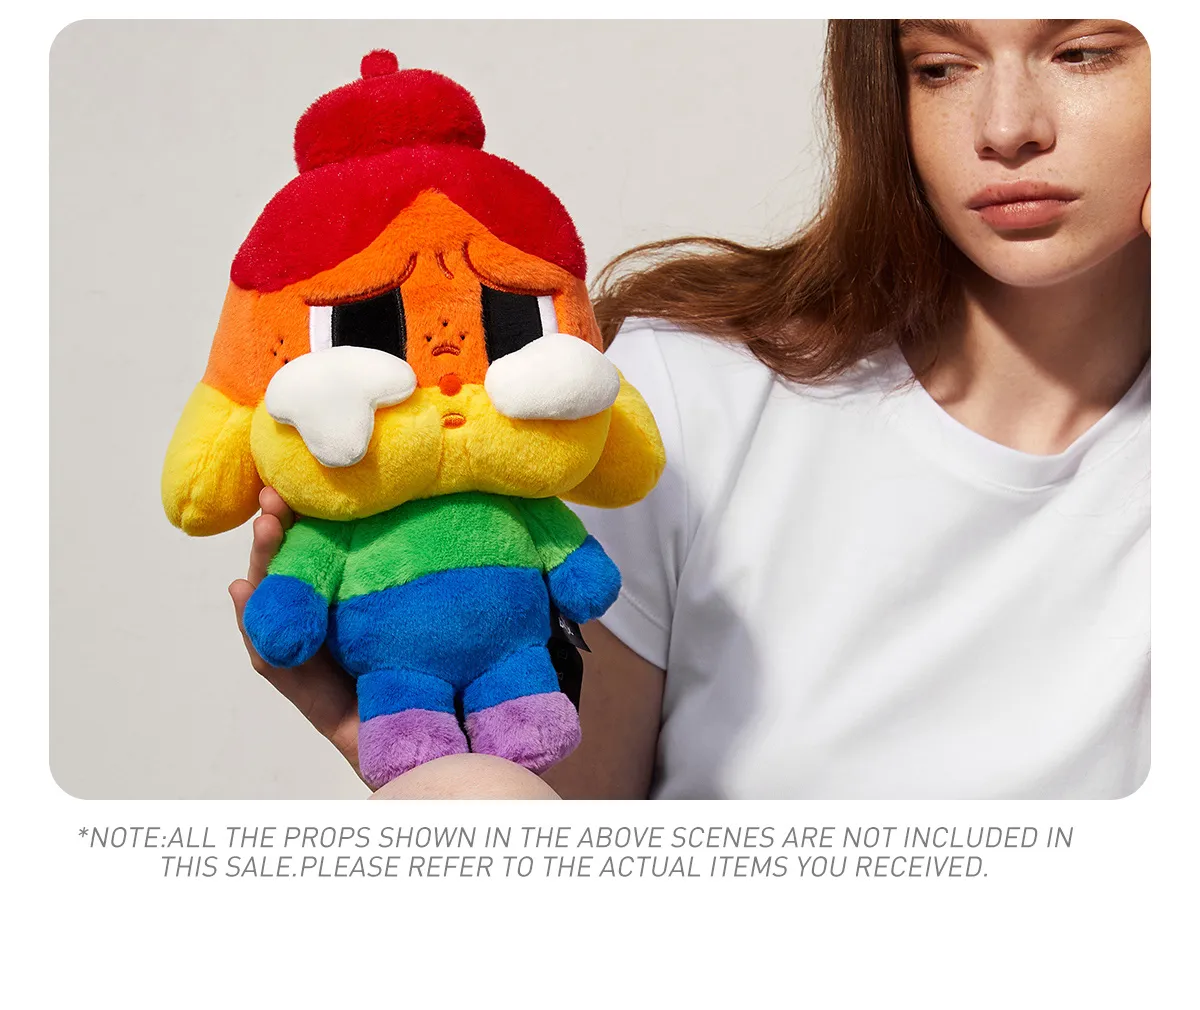 *NOTE:ALL THE PROPS SHOWN IN THE ABOVE SCENES ARE NOT INCLUDED IN
THIS SALE.PLEASE REFER TO THE ACTUAL ITEMS YOU RECEIVED.